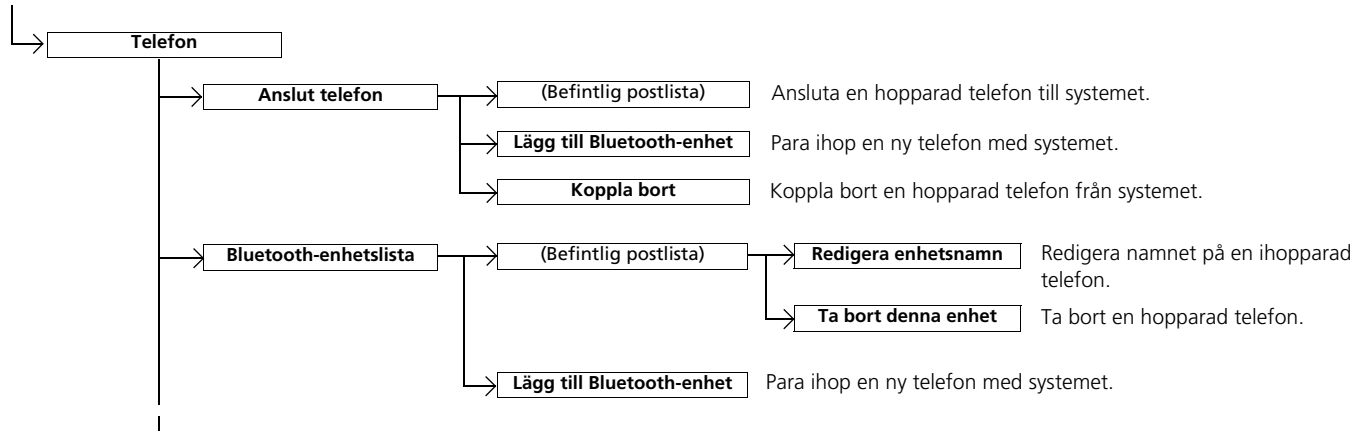 Telefon
Anslut telefon
(Befintlig postlista)
Ansluta en hopparad telefon till systemet.
Lägg till Bluetooth-enhet
Para ihop en ny telefon med systemet.
Koppla bort
Koppla bort en hopparad telefon från systemet.
Bluetooth-enhetslista
(Befintlig postlista)
Redigera enhetsnamn
Redigera namnet på en ihopparad
telefon.
Ta bort denna enhet
Ta bort en hopparad telefon.
Lägg till Bluetooth-enhet
Para ihop en ny telefon med systemet.